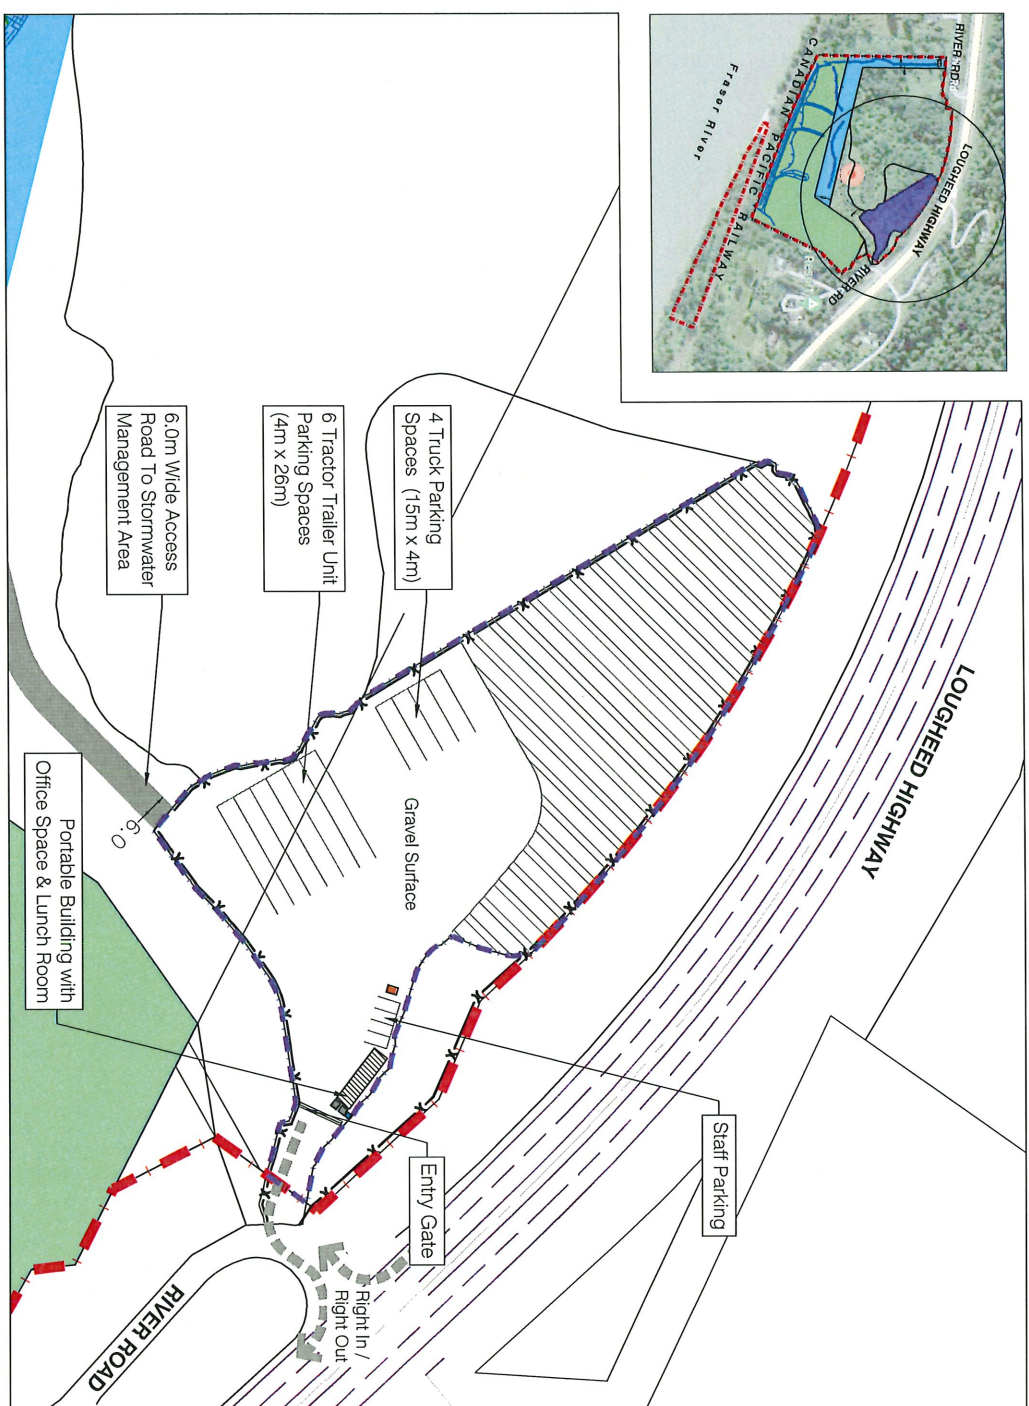 RIVER RD
LOUGHEED HIGHWAY
CANADIAN PACIFIC RAILWAY
Fraser River
RIVER RD
LOUGHEED HIGHWAY
4 Truck Parking
Spaces (15m x 4m)
6 Tractor Trailer Unit
Parking Spaces
(4m x 26m)
6.0m Wide Access
Road To Stormwater
Management Area
6.0
Gravel Surface
Portable Building with
Office Space & Lunch Room
Staff Parking
Entry Gate
Right In /
Right Out
RIVER ROAD